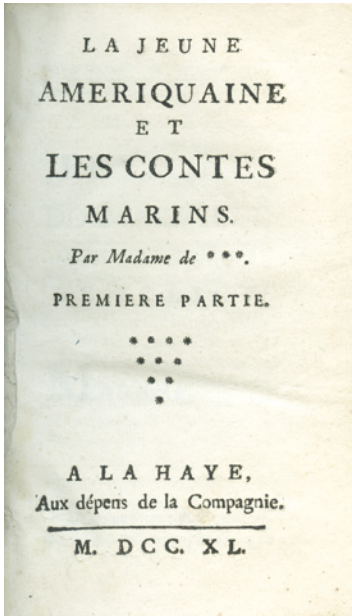 LA JEUNE
AMERIQUAINE
ET
LES CONTES
MARINS.
Par Madame de ***.
PREMIERE PARTIE.
****
***
**
*
A LA HAYE,
Aux dépens de la Compagnie.
M. DCC. XL.